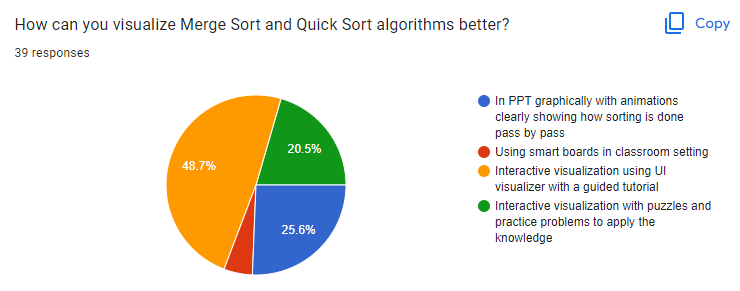 How can you visualize Merge Sort and Quick Sort algorithms better?
Copy
39 responses
48.7%
20.5%
25.6%
In PPT graphically with animations
clearly showing how sorting is done
pass by pass
Using smart boards in classroom setting
Interactive visualization using UI
visualizer with a guided tutorial
Interactive visualization with puzzles and
practice problems to apply the
knowledge